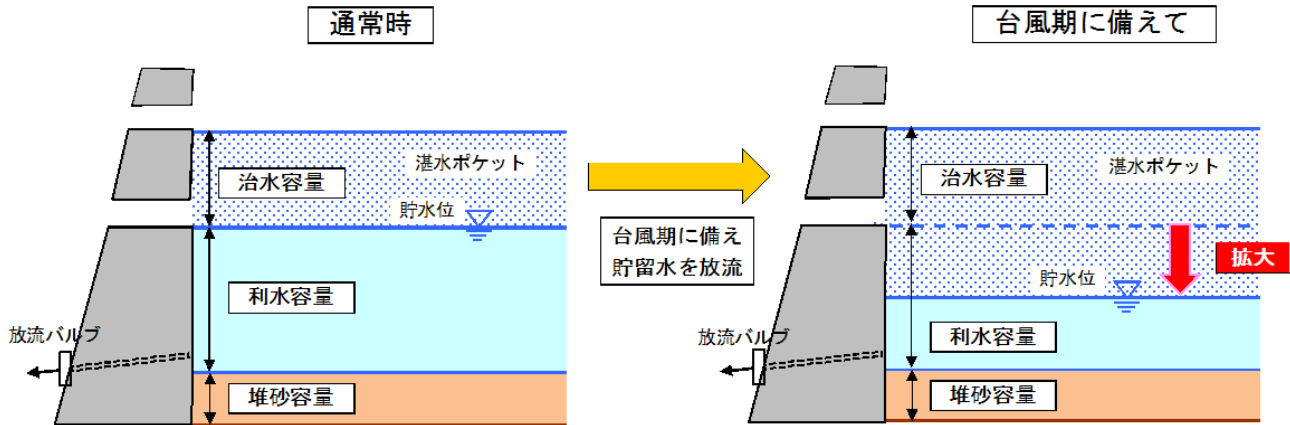 通常時
湛水ポケット
治水容量
貯水位
利水容量
放流バルブ
堆砂容量
台風期に備え
貯留水を放流
台風期に備えて
湛水ポケット
治水容量
拡大
貯水位
放流バルブ
利水容量
堆砂容量